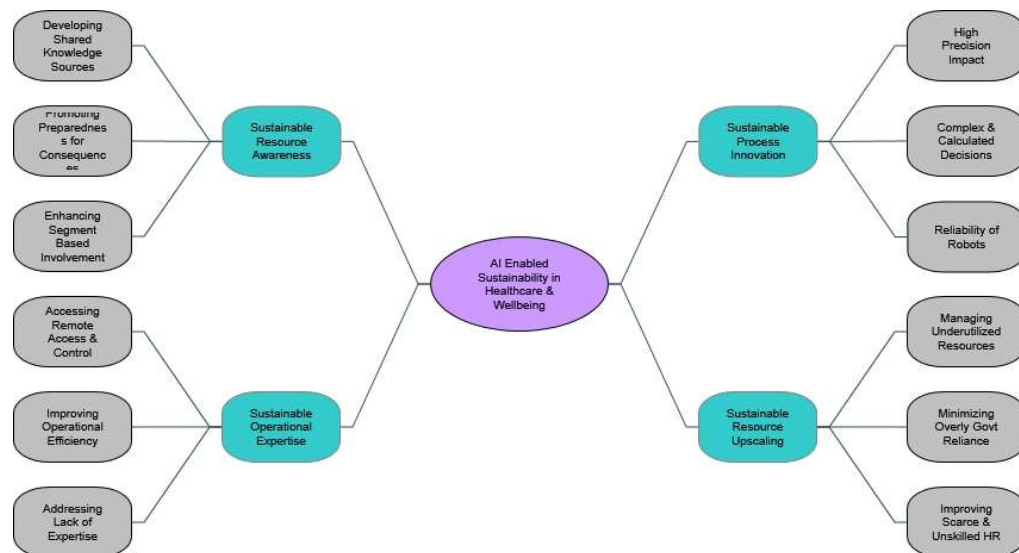 Developing
Shared
Knowledge
Sources
Promoting
Preparednes
s for
Consequenc
es
Enhancing
Segment
Based
Involvement
Accessing
Remote
Access &
Control
Improving
Operational
Efficiency
Addressing
Lack of
Expertise
Sustainable
Resource
Awareness
Sustainable
Operational
Expertise
AI Enabled
Sustainability in
Healthcare &
Wellbeing
Sustainable
Process
Innovation
Sustainable
Resource
Upscaling
High
Precision
Impact
Complex &
Calculated
Decisions
Reliability of
Robots
Managing
Underutilized
Resources
Minimizing
Overly Govt
Reliance
Improving
Scarce &
Unskilled HR